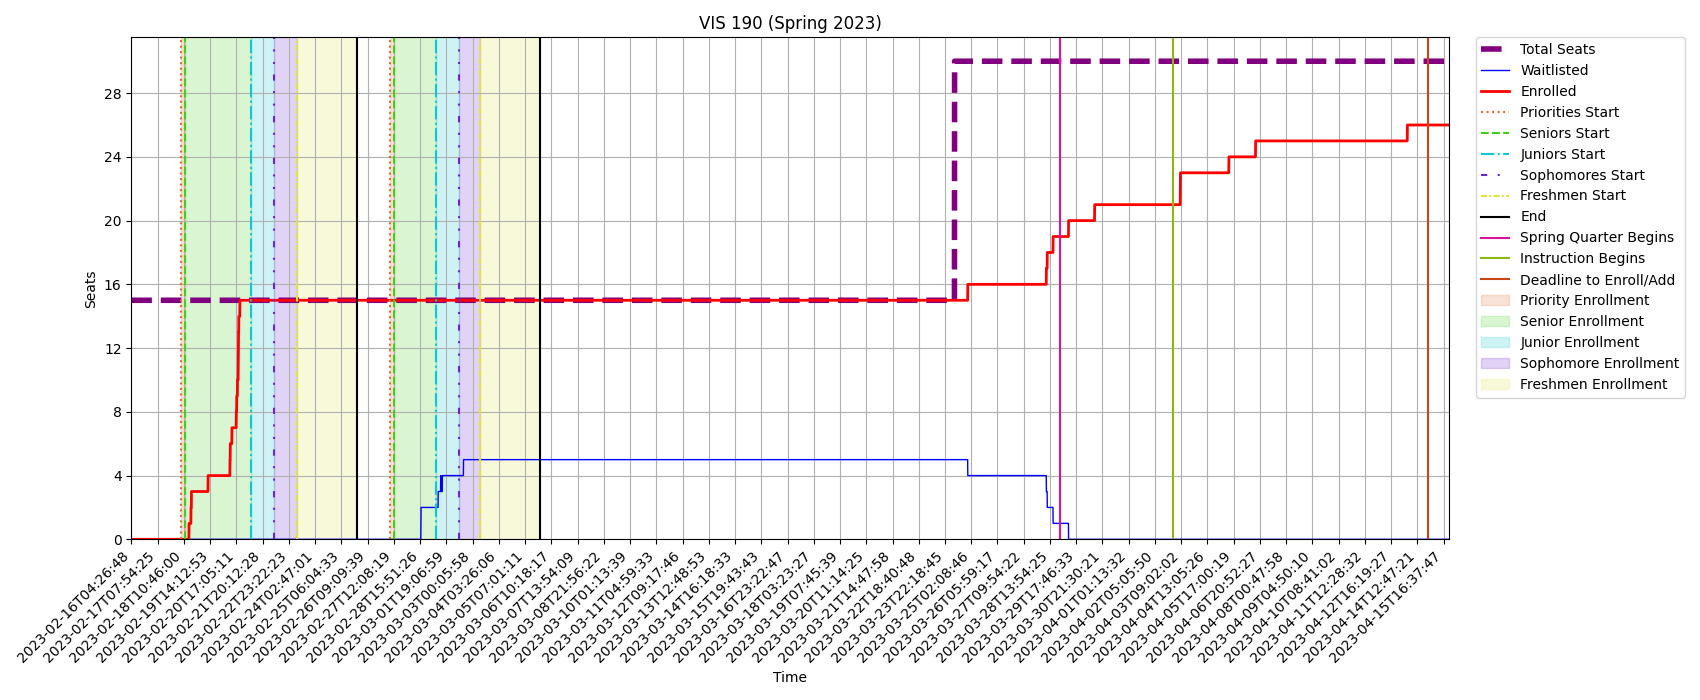 VIS 190 (Spring 2023)
Seats
28
24
20
16
12
8
4
0
2023-02-16T04:26:48
2023-02-17T07:54:25
2023-02-18T10:46:00
2023-02-19T14:12:53
2023-02-20T17:05:11
2023-02-21T20:12:28
2023-02-22T23:22:23
2023-02-24T02:47:01
2023-02-25T06:04:33
2023-02-26T09:09:39
2023-02-27T12:08:19
2023-02-28T15:51:26
2023-03-01T19:06:59
2023-03-03T00:05:58
2023-03-04T03:26:06
2023-03-05T07:01:11
2023-03-06T10:18:17
2023-03-07T13:54:09
2023-03-08T21:56:22
2023-03-10T01:13:39
2023-03-11T04:59:33
2023-03-12T09:17:46
2023-03-13T12:48:53
2023-03-14T16:18:33
2023-03-15T19:43:43
2023-03-16T23:22:47
2023-03-18T03:23:27
2023-03-19T07:45:39
2023-03-20T11:14:25
2023-03-21T14:47:58
2023-03-22T18:40:48
2023-03-23T22:18:45
2023-03-25T02:08:46
2023-03-26T05:59:17
2023-03-27T09:54:22
2023-03-28T13:54:25
2023-03-29T17:46:33
2023-03-30T21:30:21
2023-04-01T01:13:32
2023-04-02T05:05:50
2023-04-03T09:02:02
2023-04-04T13:05:26
2023-04-05T17:00:19
2023-04-06T20:52:27
2023-04-08T00:47:58
2023-04-09T04:50:10
2023-04-10T08:41:02
2023-04-11T12:28:32
2023-04-12T16:19:27
2023-04-14T12:47:21
2023-04-15T16:37:47
Time
Total Seats
Waitlisted
Enrolled
Priorities Start
Seniors Start
Juniors Start
Sophomores Start
Freshmen Start
End
Spring Quarter Begins
Instruction Begins
Deadline to Enroll/Add
Priority Enrollment
Senior Enrollment
Junior Enrollment
Sophomore Enrollment
Freshmen Enrollment